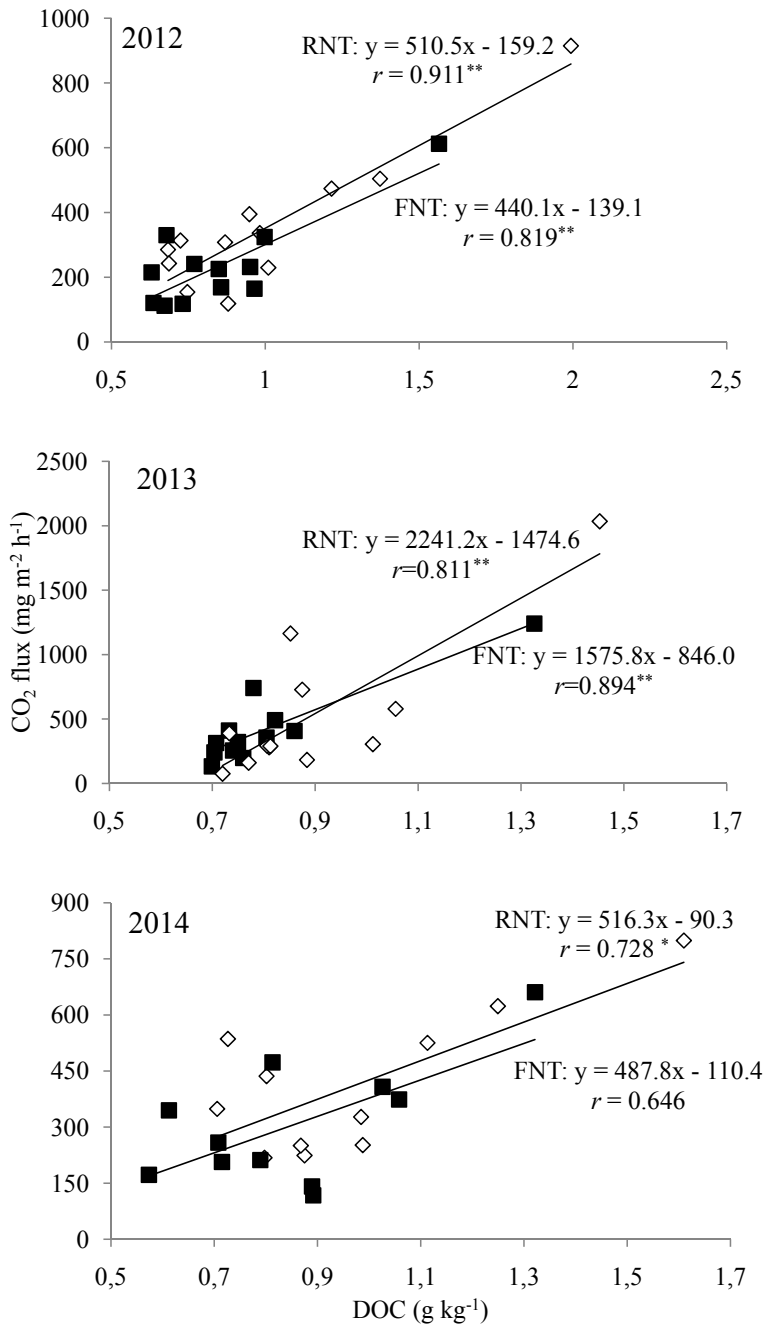 1000
2012
RNT: y = 510.5x - 159.2
r = 0.911**
800
600
FNT: y = 440.1x - 139.1
r = 0.819**
400
200
0
0,5 1 1,5 2 2,5
2500
2013
2000
RNT: y = 2241.2x - 1474.6
r=0.811**
1500
CO2 flux (mg m-2 h-1)
1000
FNT: y = 1575.8x - 846.0
r=0.894**
500
0
0,5 0,7 0,9 1,1 1,3 1,5 1,7
900
2014
RNT: y = 516.3x - 90.3
r = 0.728 *
750
600
FNT: y = 487.8x - 110.4
r = 0.646
450
300
150
0
0,5 0,7 0,9 1,1 1,3 1,5 1,7
DOC (g kg-1)